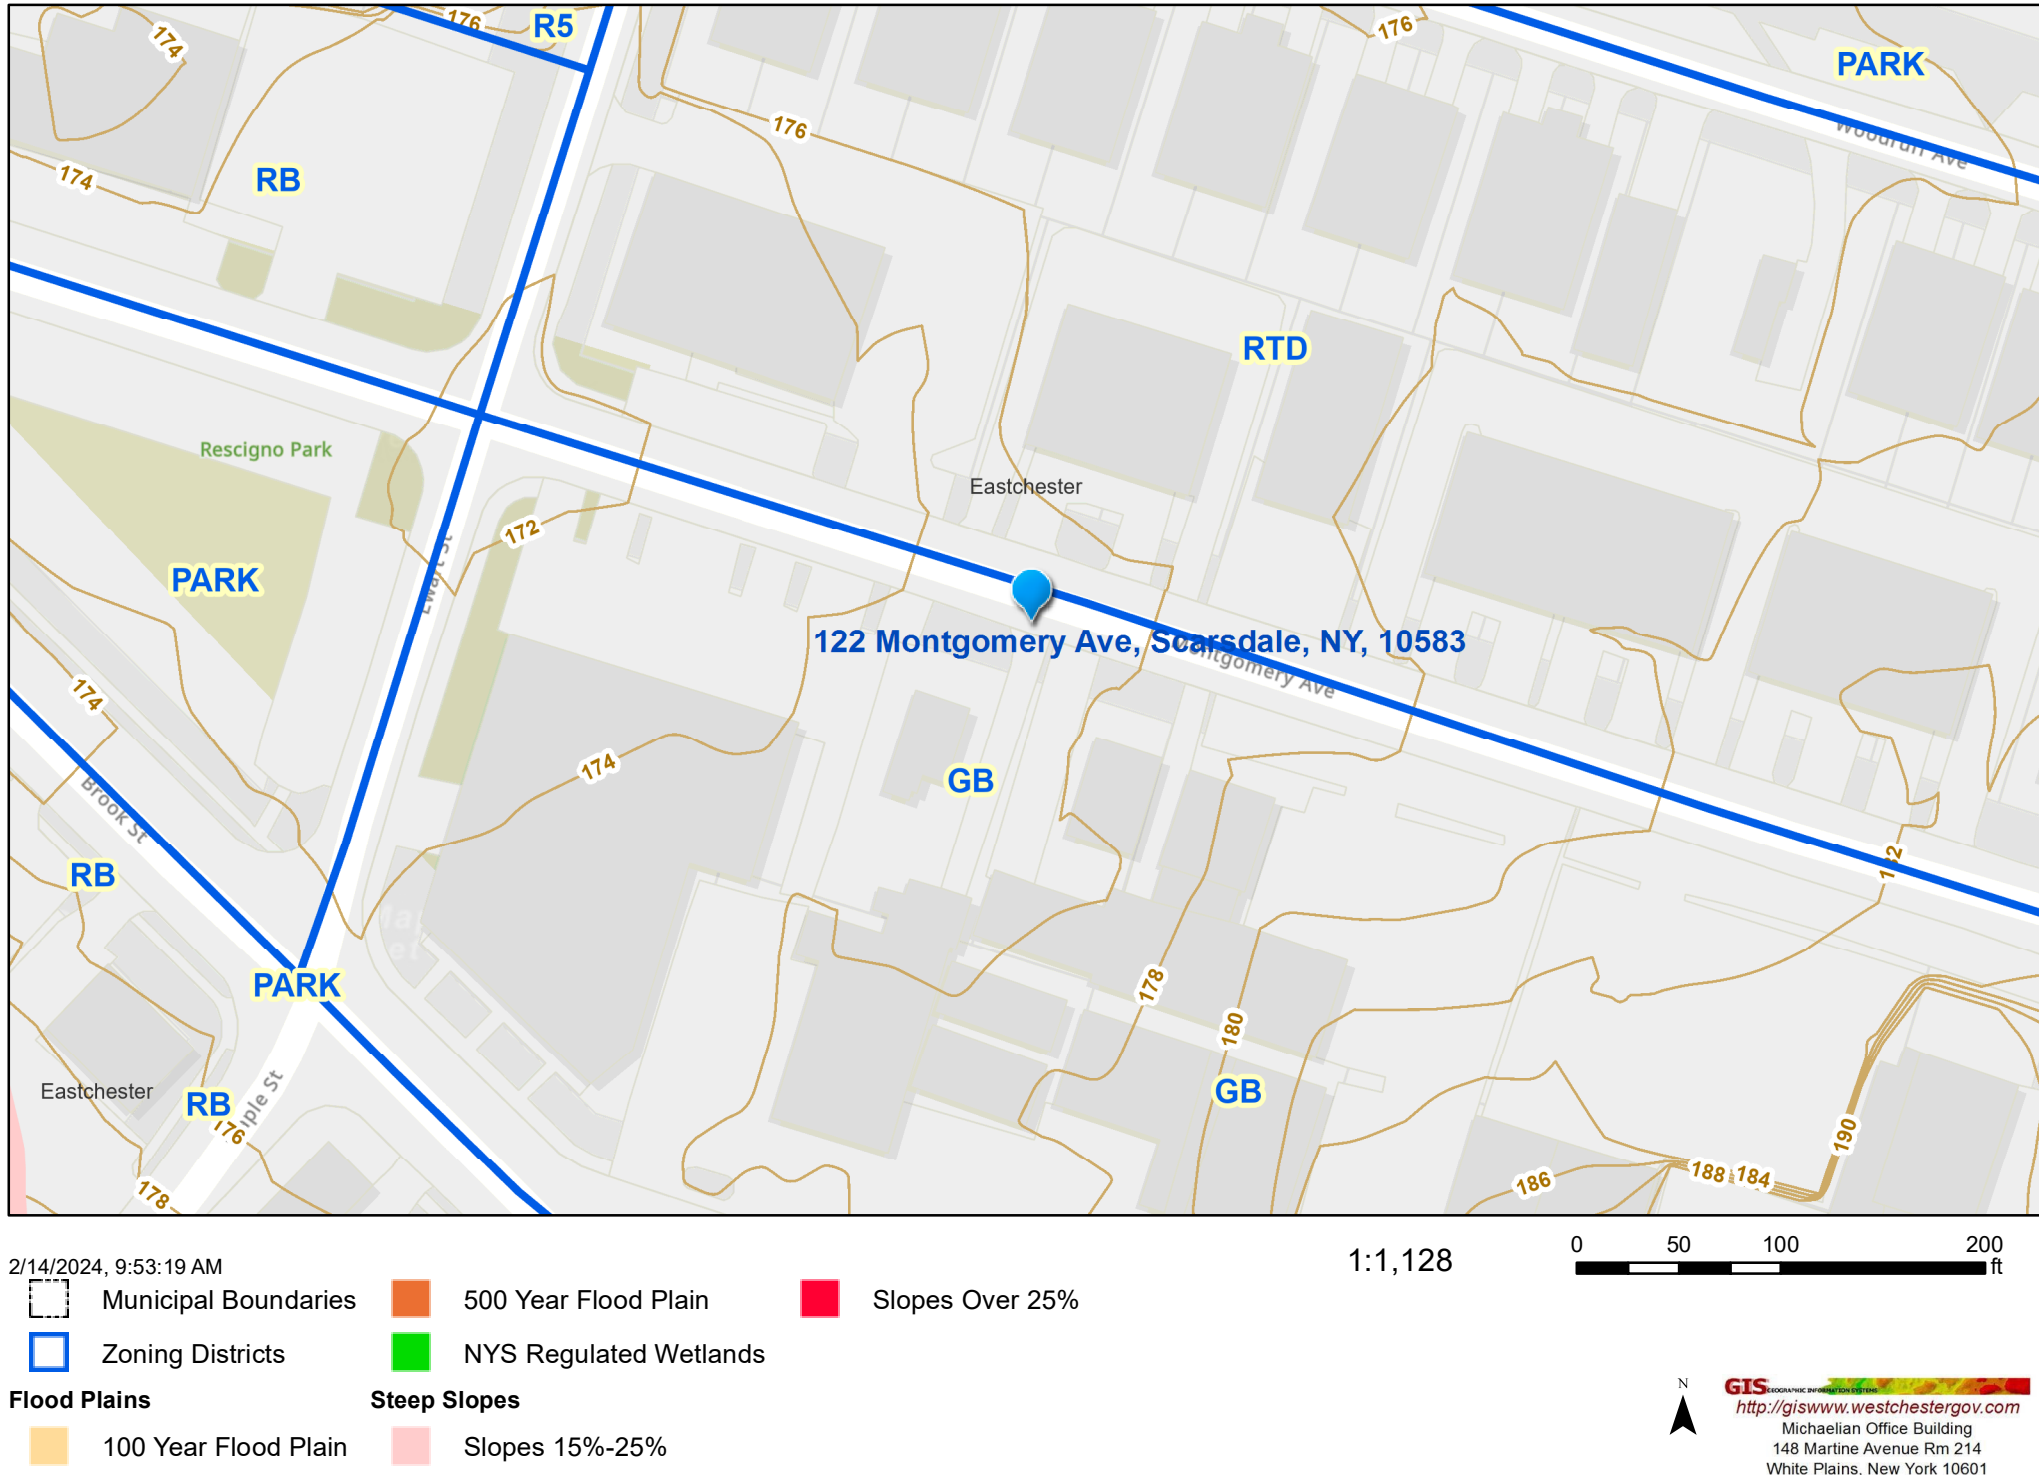 176
R5
176
PARK
174
176
Woodruff Ave
174
RB
RTD
Rescigno Park
Eastchester
172
Ewart St
PARK
122 Montgomery Ave, Scarsdale, NY, 10583
Montgomery Ave
174
174
GB
Brook St
182
RB
PARK
178
180
Eastchester
GB
RB
176
190
188
184
186
178
2/14/2024, 9:53:19 AM
1:1,128
0 50 100 200
ft
Municipal Boundaries
500 Year Flood Plain
Slopes Over 25%
Zoning Districts
NYS Regulated Wetlands
Flood Plains
Steep Slopes
100 Year Flood Plain
Slopes 15%-25%
N
GIS GEOGRAPHIC INFORMATION SYSTEMS
http://giswww.westchestergov.com
Michaelian Office Building
148 Martine Avenue Rm 214
White Plains, New York 10601